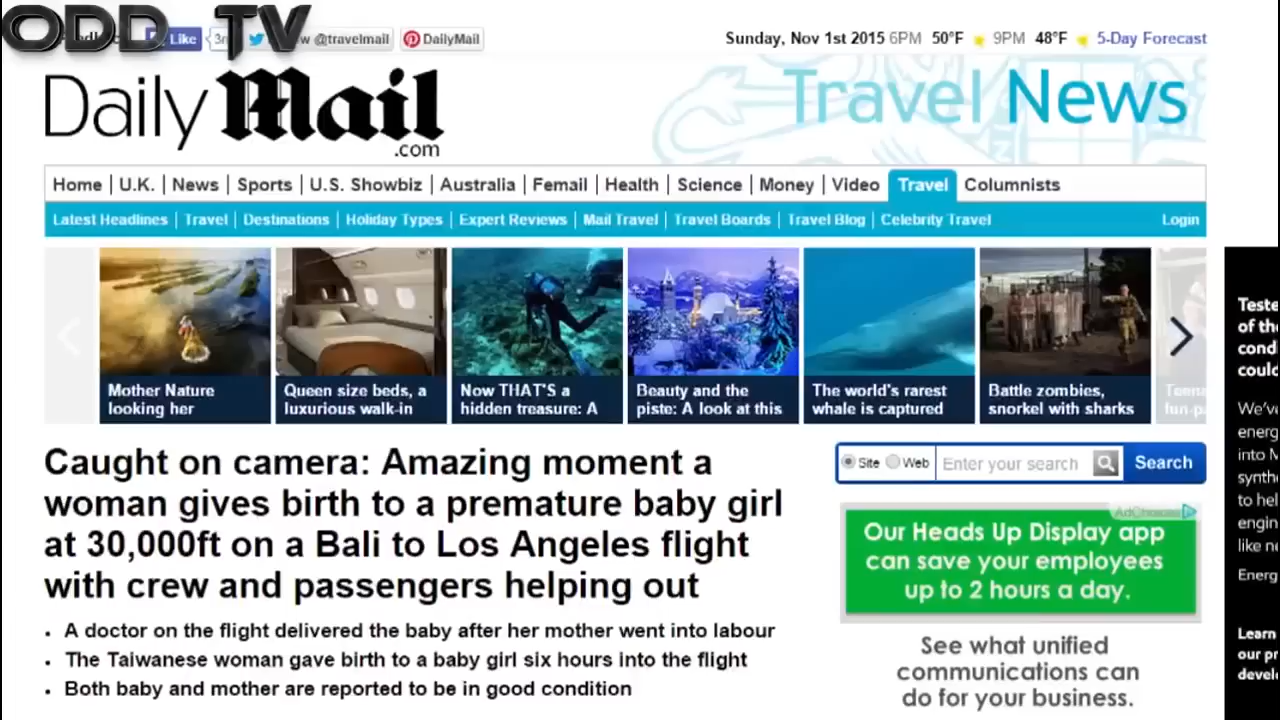 ODD TV
Like
@travelmail
DailyMail
Sunday, Nov 1st 2015 6PM 50°F 9PM 48°F 5-Day Forecast
Daily Mail
.com
Travel News
Home U.K. News Sports U.S. Showbiz Australia Femail Health Science Money Video Travel Columnists
Latest Headlines Travel Destinations Holiday Types Expert Reviews Mail Travel Travel Boards Travel Blog Celebrity Travel Login
Mother Nature
looking her
Queen size beds, a
luxurious walk-in
Now THAT'S a
hidden treasure: A
Beauty and the
piste: A look at this
The world's rarest
whale is captured
Battle zombies,
snorkel with sharks
Caught on camera: Amazing moment a
woman gives birth to a premature baby girl
at 30,000ft on a Bali to Los Angeles flight
with crew and passengers helping out
• A doctor on the flight delivered the baby after her mother went into labour
• The Taiwanese woman gave birth to a baby girl six hours into the flight
• Both baby and mother are reported to be in good condition
Site Web Enter your search Search
AdChoices
Our Heads Up Display app
can save your employees
up to 2 hours a day.
See what unified
communications can
do for your business.
of the
We've
into
to
like
Learn
our